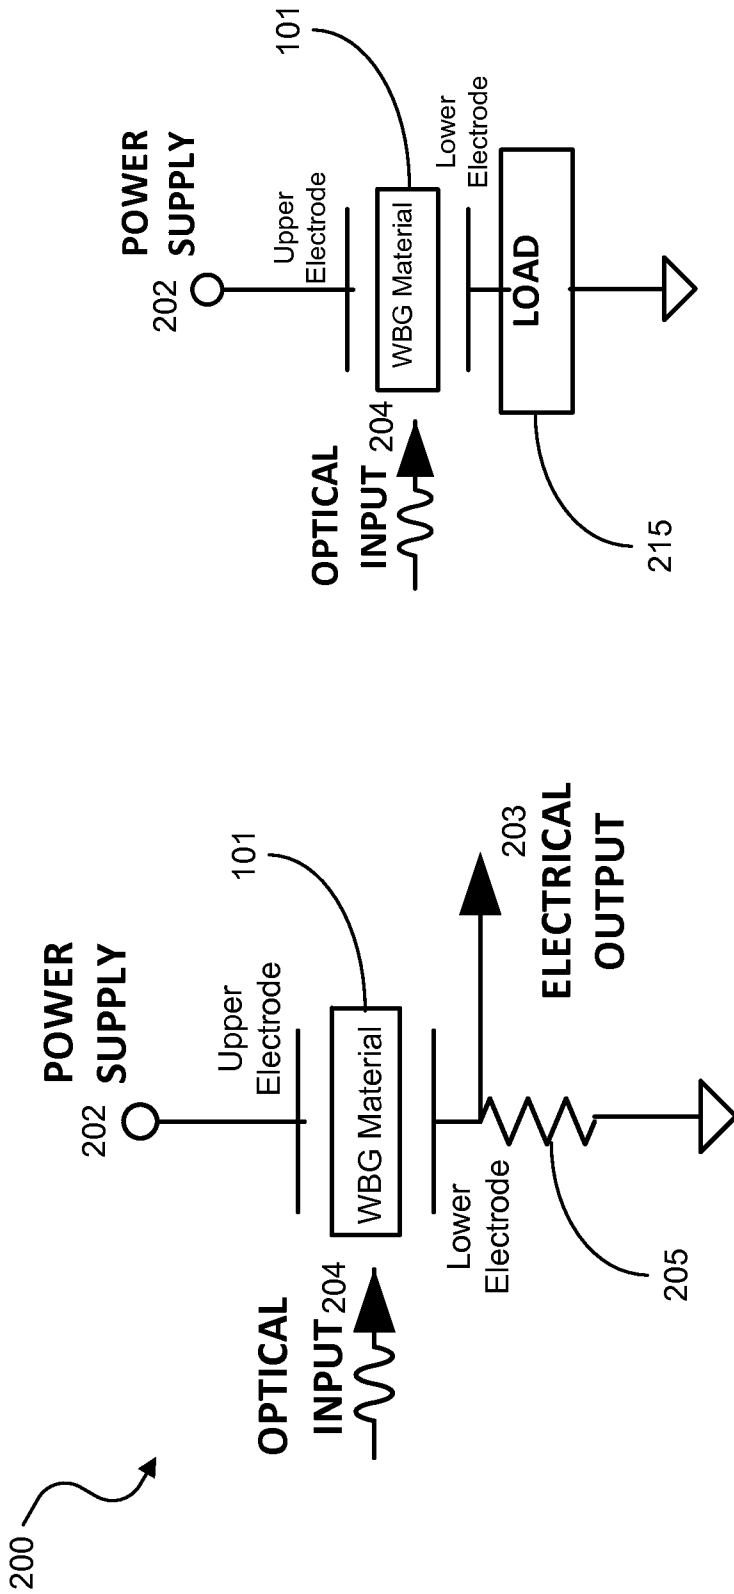 200
POWER
SUPPLY
202
Upper
Electrode
101
WBG Material
OPTICAL
INPUT
204
Lower
Electrode
203
ELECTRICAL
OUTPUT
205
POWER
SUPPLY
202
Upper
Electrode
101
WBG Material
OPTICAL
INPUT
204
Lower
Electrode
LOAD
215